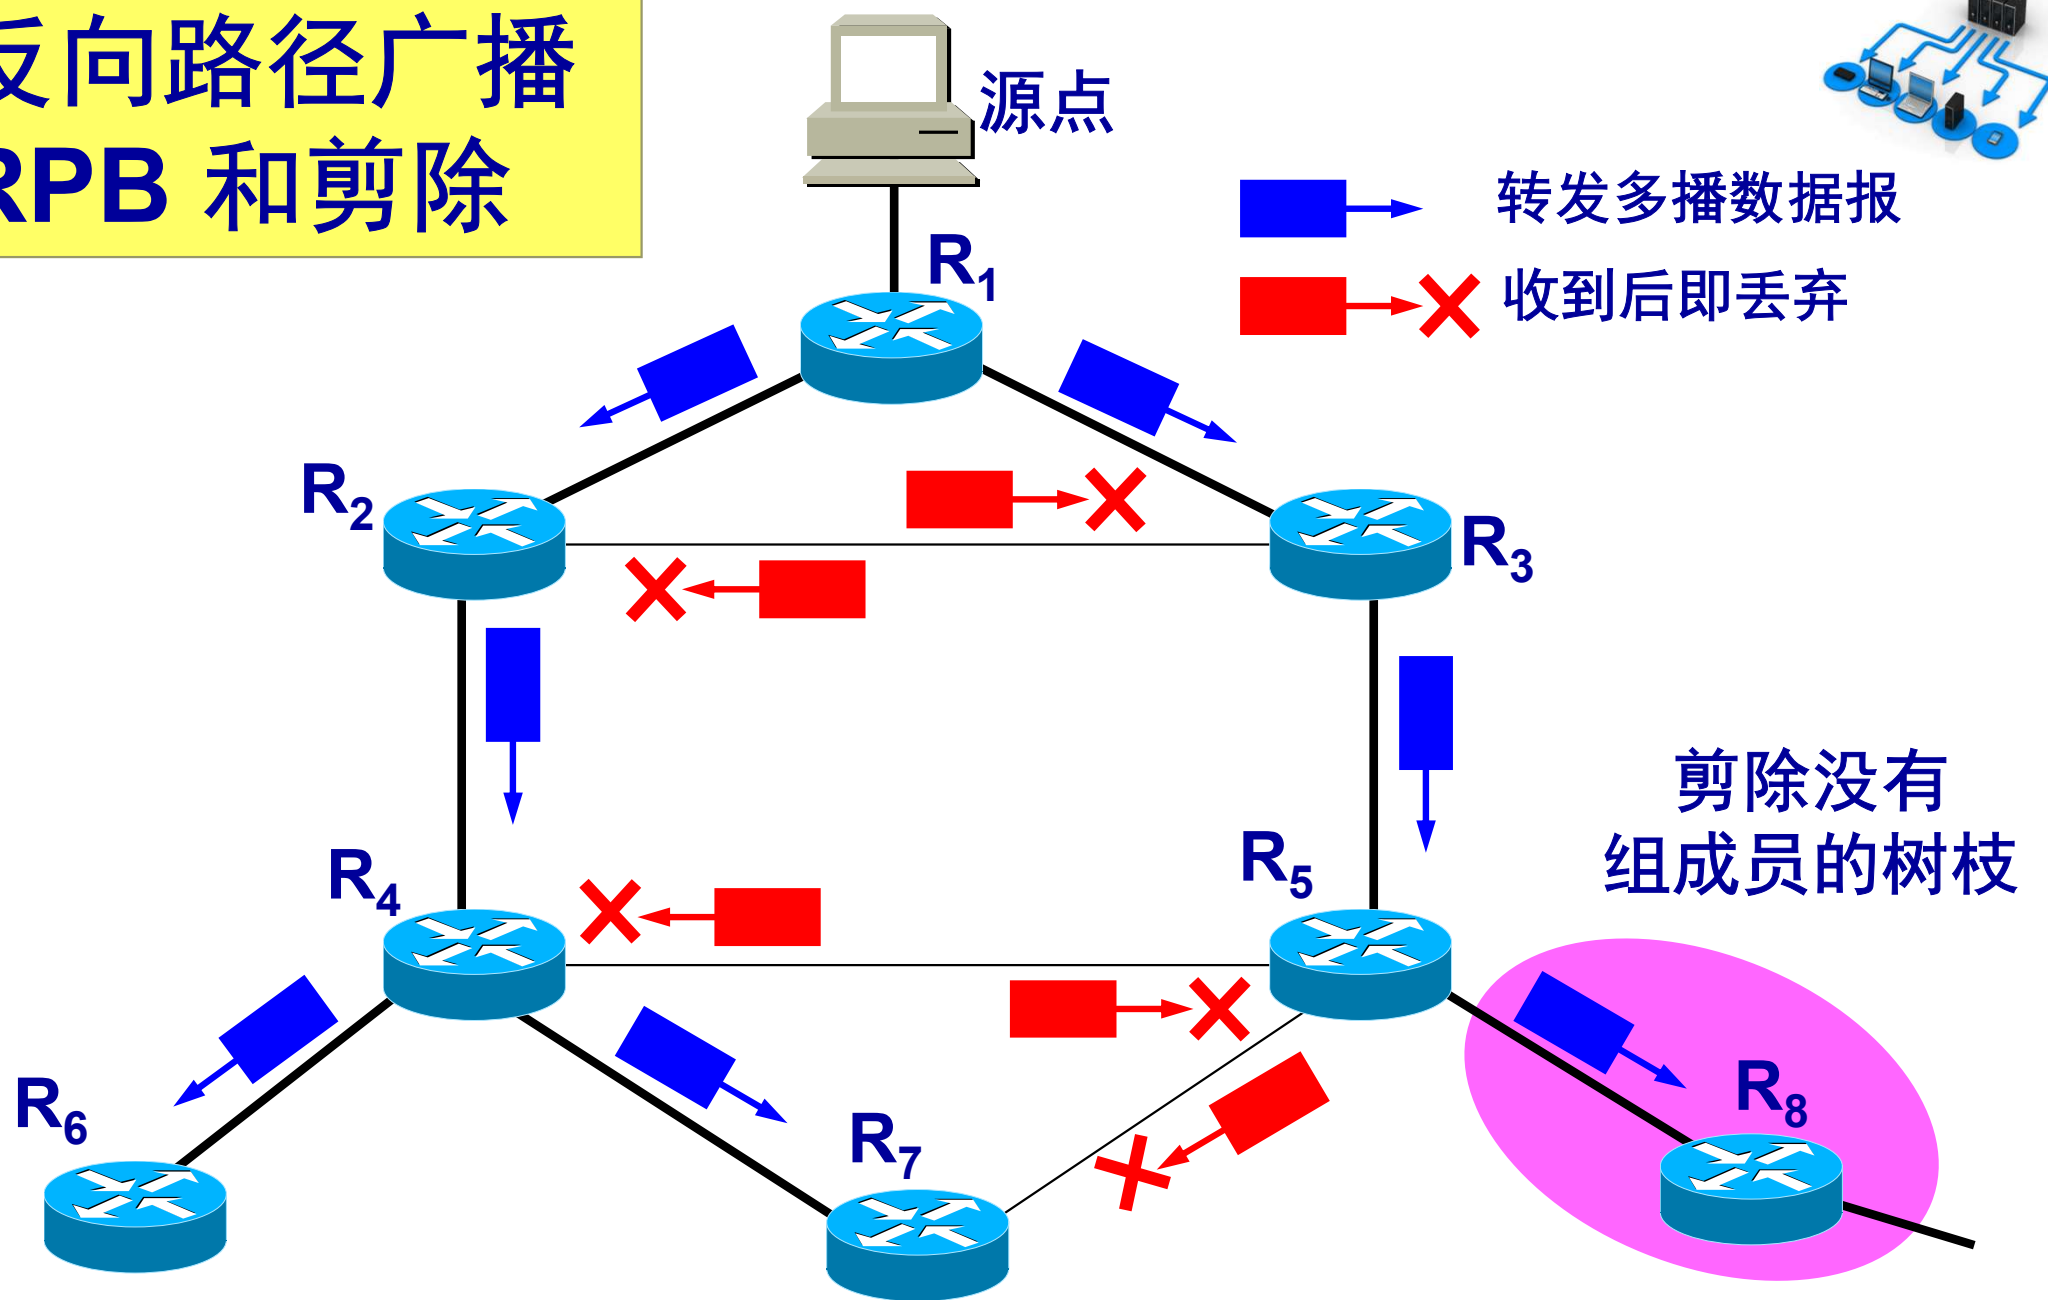 反向路径广播
RPB 和剪除
源点
转发多播数据报
收到后即丢弃
R1
R2
R3
剪除没有
组成员的树枝
R4
R5
R6
R7
R8